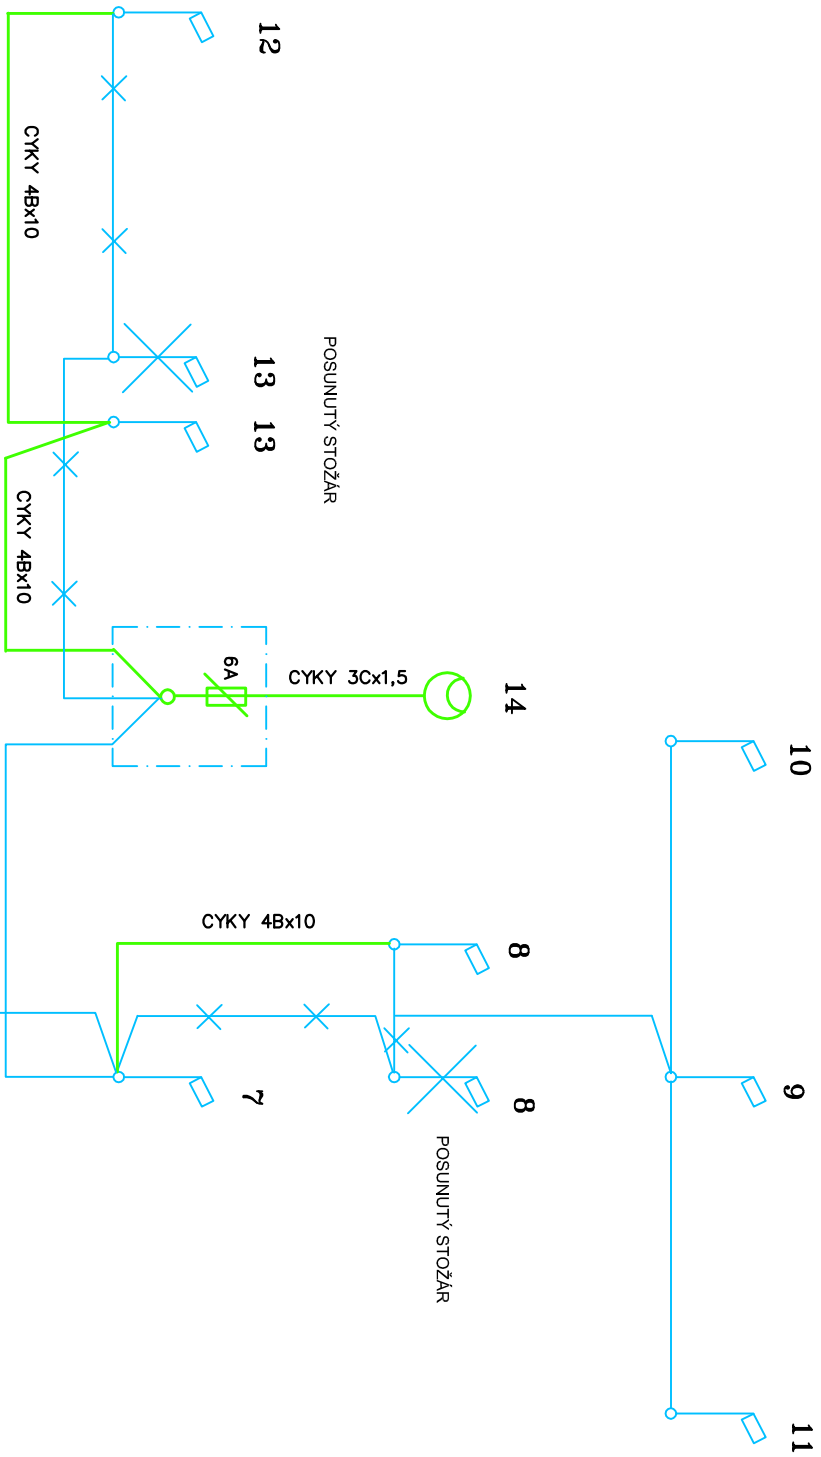 12
CYKY 4Bx10
13
POSUNUTÝ STOŽÁR
13
CYKY 4Bx10
6A
CYKY 3Cx1,5
14
10
CYKY 4Bx10
8
9
7
8
POSUNUTÝ STOŽÁR
11